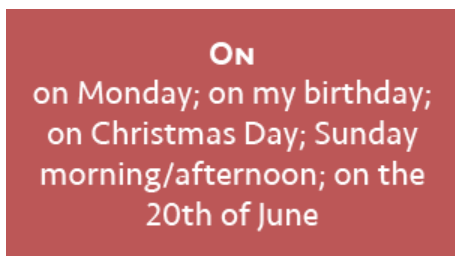 On
on Monday; on my birthday;
on Christmas Day; Sunday
morning/afternoon; on the
20th of June